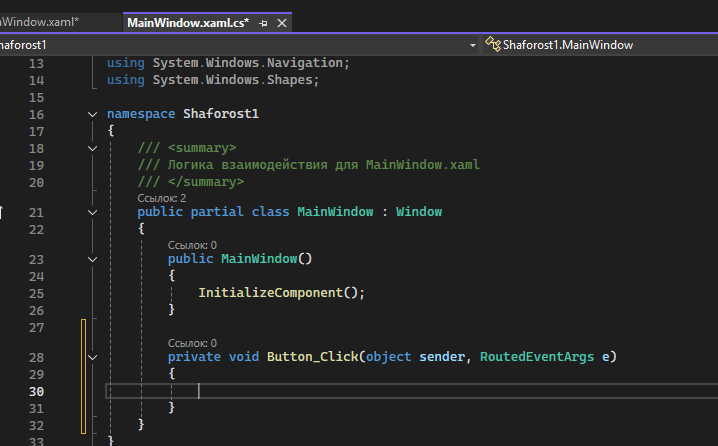 nWindow.xaml*
MainWindow.xaml.cs*
haforost1
Shaforost1.MainWindow
13 using System.Windows.Navigation;
14 using System.Windows.Shapes;
15
16 namespace Shaforost1
17 {
18 /// <summary>
19 /// Логика взаимодействия для MainWindow.xaml
20 /// </summary>
Ссылок: 2
21 public partial class MainWindow : Window
22 {
Ссылок: 0
23 public MainWindow()
24 {
25 InitializeComponent();
26 }
27
Ссылок: 0
28 private void Button_Click(object sender, RoutedEventArgs e)
29 {
30
31 }
32 }
33 }